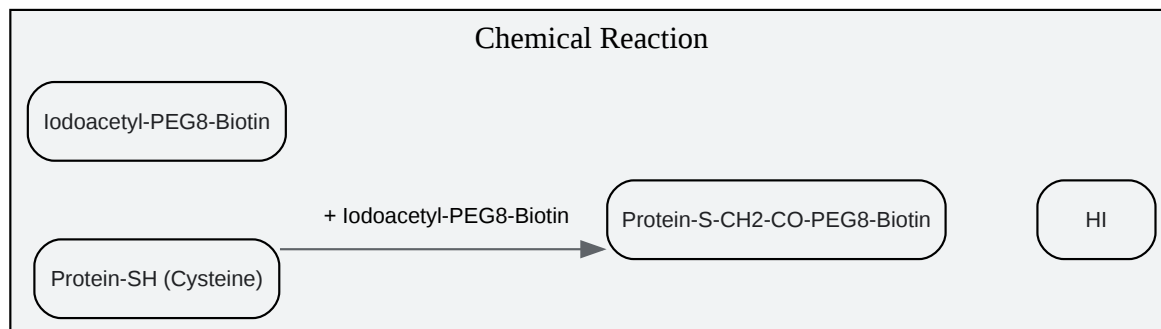 Chemical Reaction
Iodoacetyl-PEG8-Biotin
+ Iodoacetyl-PEG8-Biotin
Protein-S-CH2-CO-PEG8-Biotin
HI
Protein-SH (Cysteine)